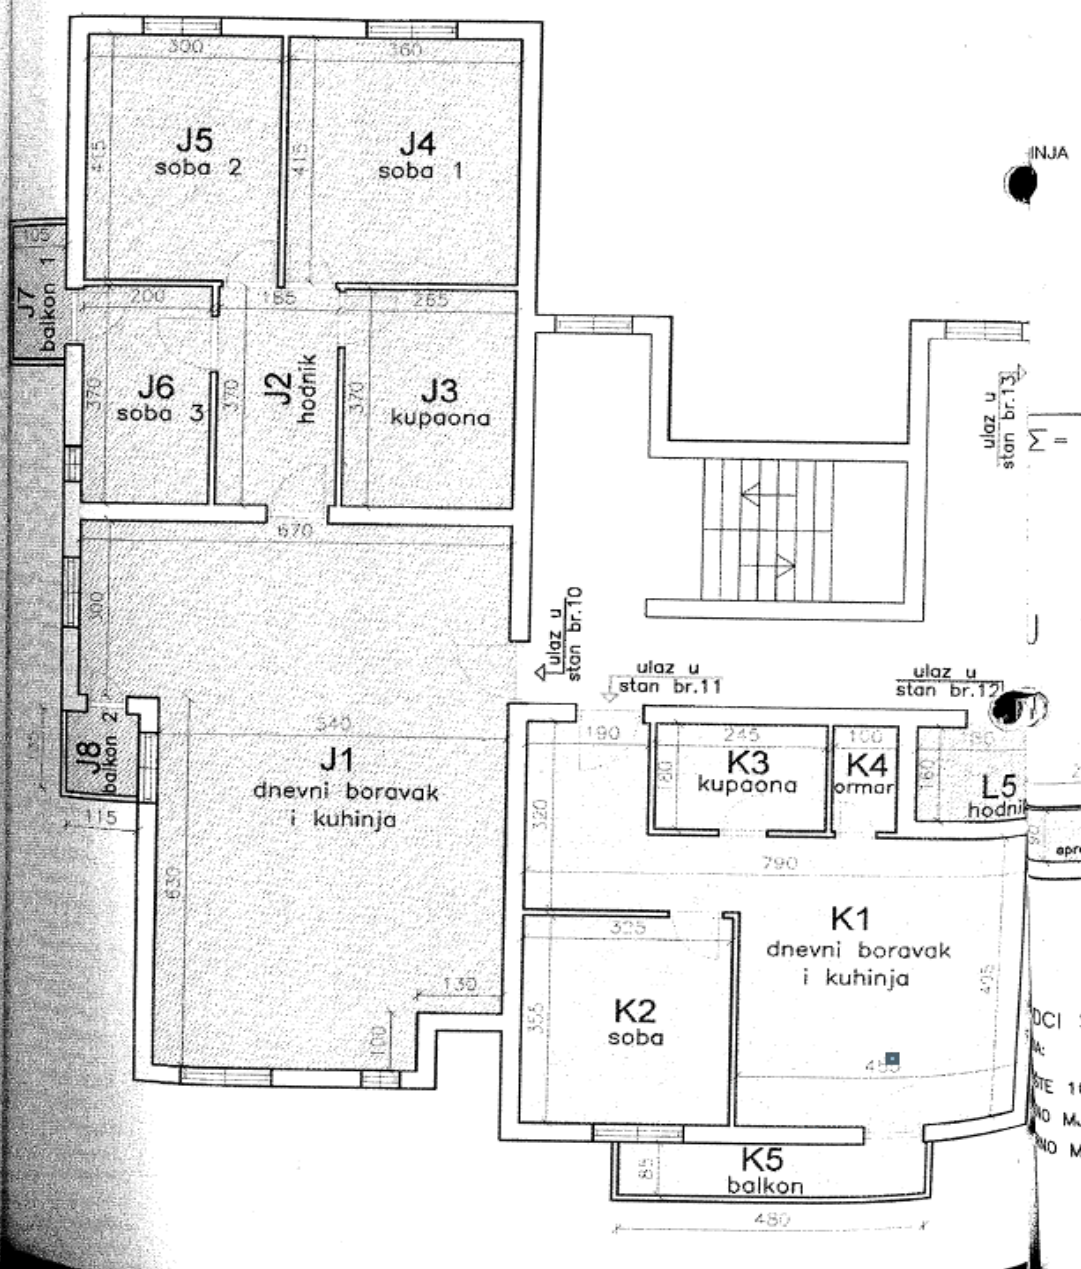 300
360
J5
soba 2
415
J4
soba 1
415
INJA
105
J7
balkon 1
200
185
265
J6
soba 3
370
J2
hodnik
370
J3
kupaona
370
ulaz u
stan br.13
M =
670
300
ulaz u
stan br.10
ulaz u
stan br.11
ulaz u
stan br.12
J8
balkon 2
115
540
J1
dnevni boravak
i kuhinja
630
130
100
190
245
100
180
K3
kupaona
K4
ormar
160
L5
hodnik
320
90
790
K1
dnevni boravak
i kuhinja
325
K2
soba
355
495
K5
balkon
85
480